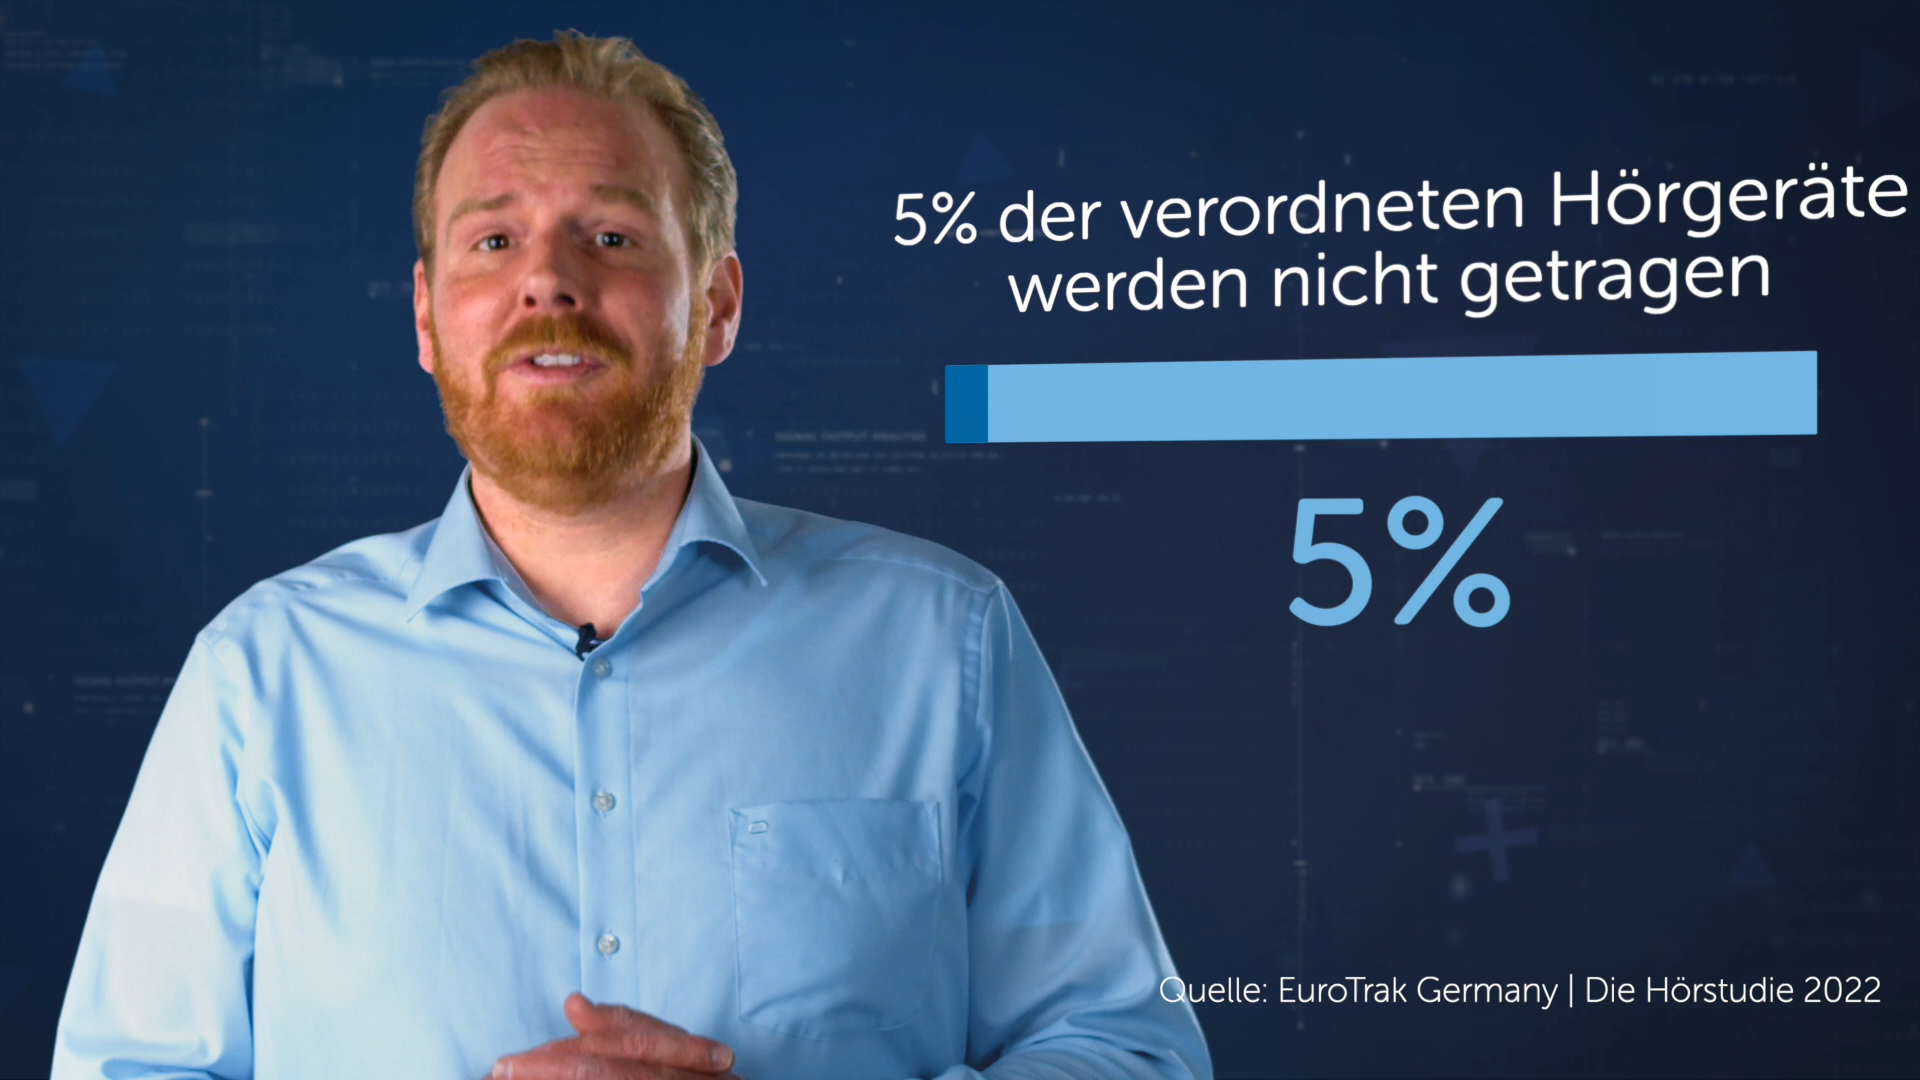 5% der verordneten Hörgeräte
werden nicht getragen
5%
Quelle: EuroTrak Germany | Die Hörstudie 2022